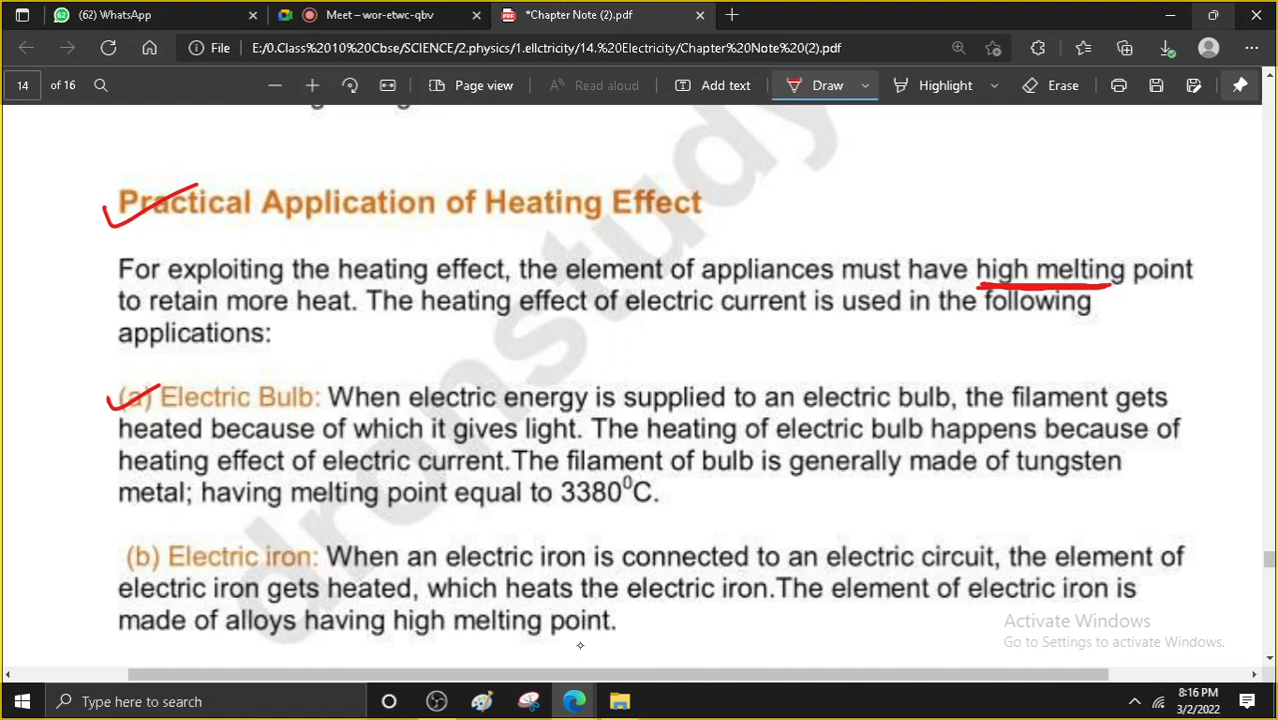 (62) WhatsApp
Meet – wor-etwc-qbv
PDF
*Chapter Note (2).pdf
File
E:/0.Class%2010%20Cbse/SCIENCE/2.physics/1.ellctricity/14.%20Electricity/Chapter%20Note%20(2).pdf
14 of 16
Page view
Read aloud
Add text
Draw
Highlight
Erase
Practical Application of Heating Effect
For exploiting the heating effect, the element of appliances must have high melting point
to retain more heat. The heating effect of electric current is used in the following
applications:
(a) Electric Bulb: When electric energy is supplied to an electric bulb, the filament gets
heated because of which it gives light. The heating of electric bulb happens because of
heating effect of electric current.The filament of bulb is generally made of tungsten
metal; having melting point equal to 3380⁰C.
(b) Electric iron: When an electric iron is connected to an electric circuit, the element of
electric iron gets heated, which heats the electric iron.The element of electric iron is
made of alloys having high melting point.
dronstudy
Activate Windows
Go to Settings to activate Windows.
Type here to search
8:16 PM
3/2/2022